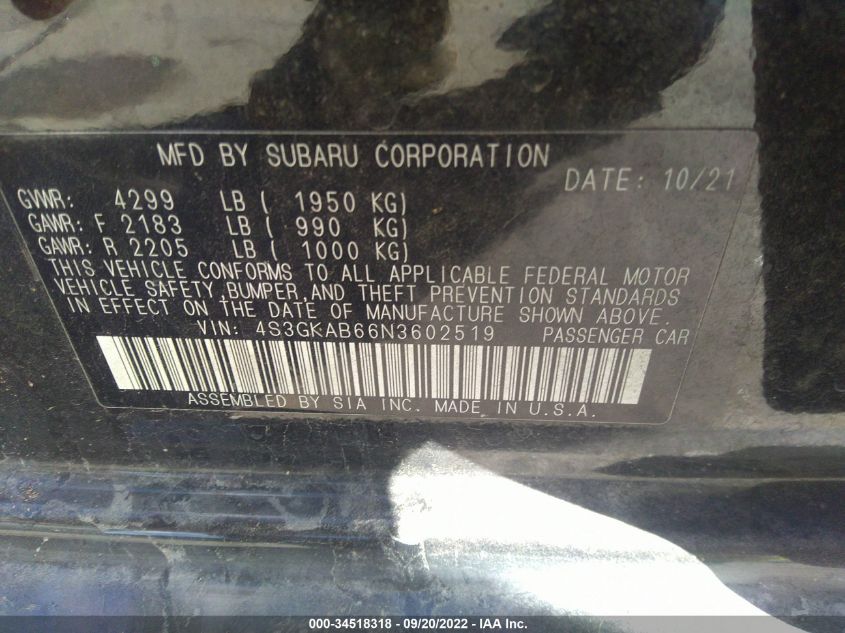 MFD BY SUBARU CORPORATION
DATE: 10/21
GVWR: 4299 LB ( 1950 KG)
GAWR: F 2183 LB ( 990 KG)
GAWR: R 2205 LB ( 1000 KG)
THIS VEHICLE CONFORMS TO ALL APPLICABLE FEDERAL MOTOR
VEHICLE SAFETY,BUMPER,AND THEFT PREVENTION STANDARDS
IN EFFECT ON THE DATE OF MANUFACTURE SHOWN ABOVE.
VIN: 4S3GKAB66N3602519 PASSENGER CAR
ASSEMBLED BY SIA INC. MADE IN U.S.A.
000-34518318 - 09/20/2022 - IAA Inc.